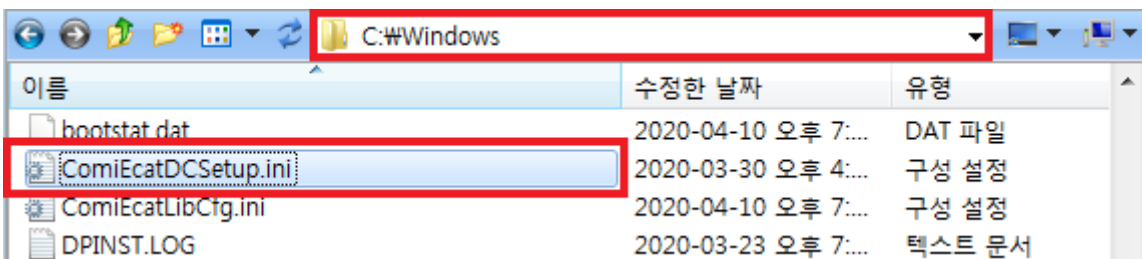 C:₩Windows
이름 수정한 날짜 유형
bootstat.dat 2020-04-10 오후 7:... DAT 파일
ComiEcatDCSetup.ini 2020-03-30 오후 4:... 구성 설정
ComiEcatLibCfg.ini 2020-04-10 오후 7:... 구성 설정
DPINST.LOG 2020-03-23 오후 7:... 텍스트 문서